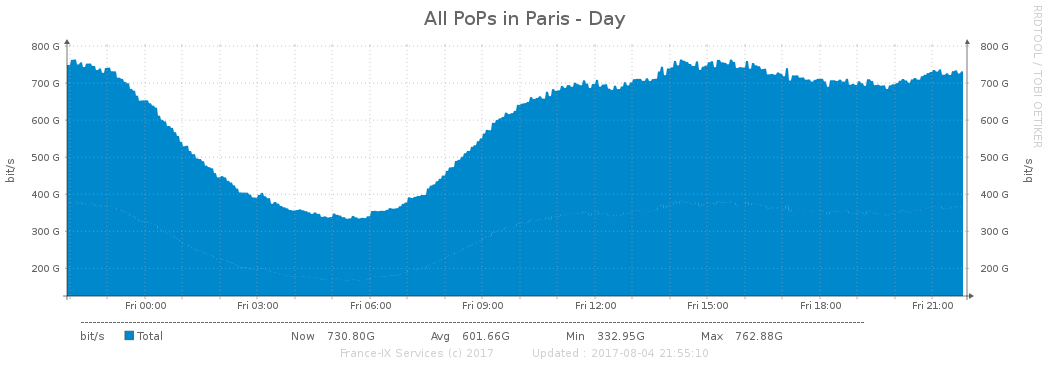 All PoPs in Paris - Day
RRDTOOL / TOBI OETIKER
800 G 800 G
700 G 700 G
600 G 600 G
500 G 500 G
400 G 400 G
300 G 300 G
200 G 200 G
bit/s bit/s
Fri 00:00 Fri 03:00 Fri 06:00 Fri 09:00 Fri 12:00 Fri 15:00 Fri 18:00 Fri 21:00
bit/s Total Now 730.80G Avg 601.66G Min 332.95G Max 762.88G
France-IX Services (c) 2017 Updated : 2017-08-04 21:55:10